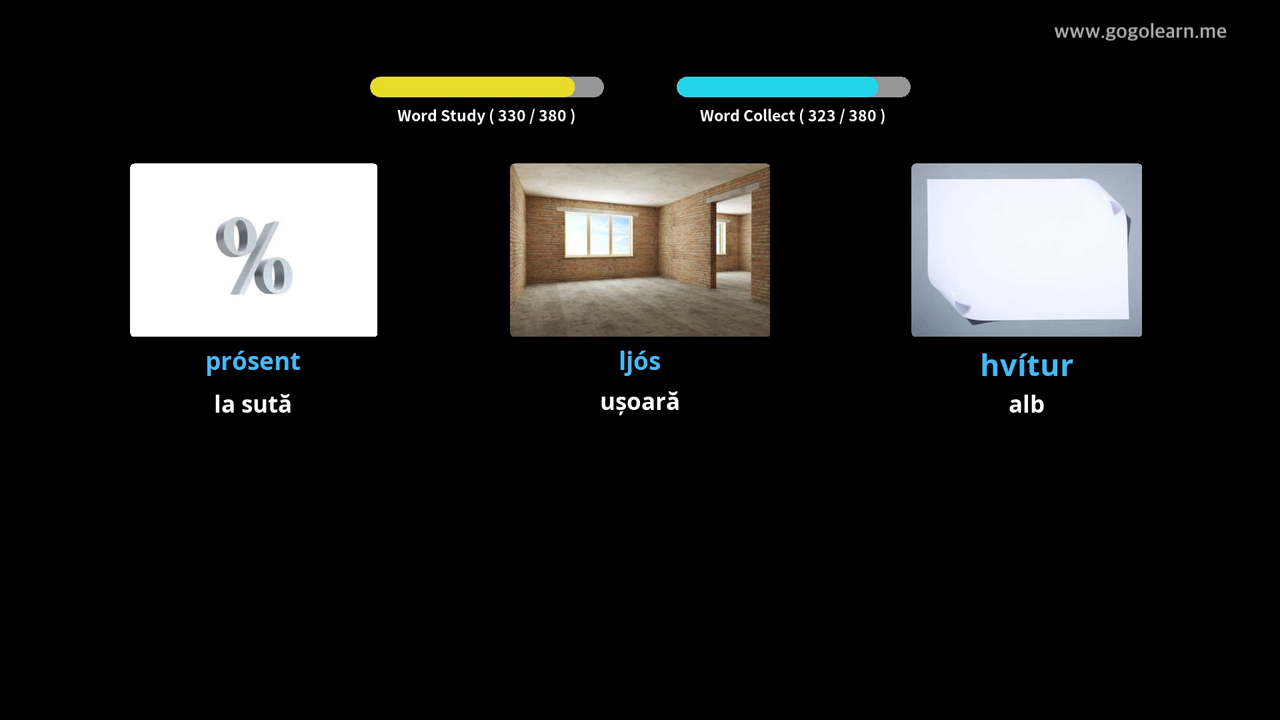 www.gogolearn.me
Word Study ( 330 / 380 )
Word Collect ( 323 / 380 )
%
prósent
ljós
hvítur
la sută
ușoară
alb